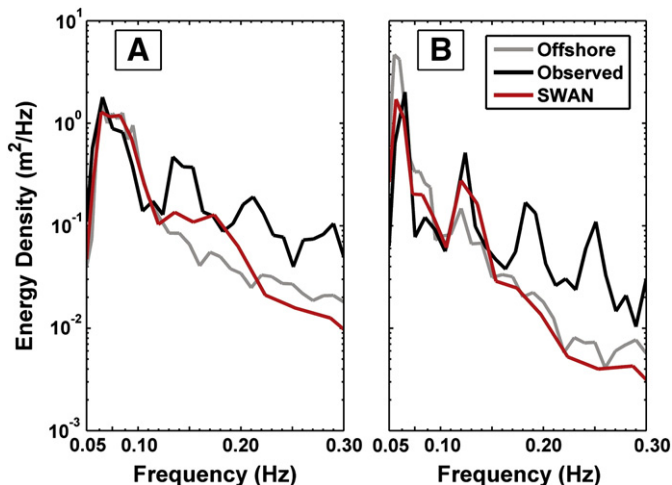 A
B
Offshore
Observed
SWAN
Energy Density (m²/Hz)
10¹
10⁰
10⁻¹
10⁻²
10⁻³
0.05 0.10 0.20 0.30
0.05 0.10 0.20 0.30
Frequency (Hz)
Frequency (Hz)